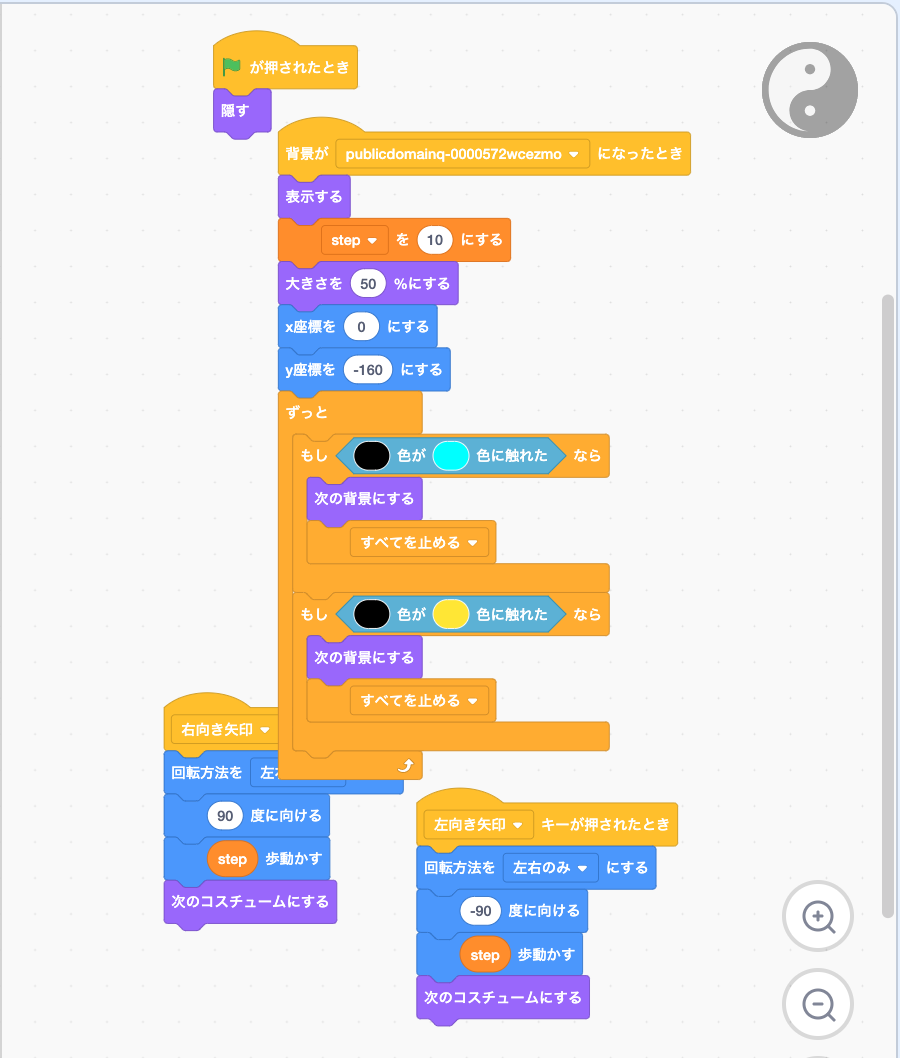 が押されたとき
隠す
背景が publicdomainq-0000572wcezmo になったとき
表示する
step を 10 にする
大きさを 50 %にする
x座標を 0 にする
y座標を -160 にする
ずっと
もし 色が 色に触れた なら
次の背景にする
すべてを止める
もし 色が 色に触れた なら
次の背景にする
すべてを止める
右向き矢印
回転方法を
90 度に向ける
step 歩動かす
次のコスチュームにする
左向き矢印 キーが押されたとき
回転方法を 左右のみ にする
-90 度に向ける
step 歩動かす
次のコスチュームにする